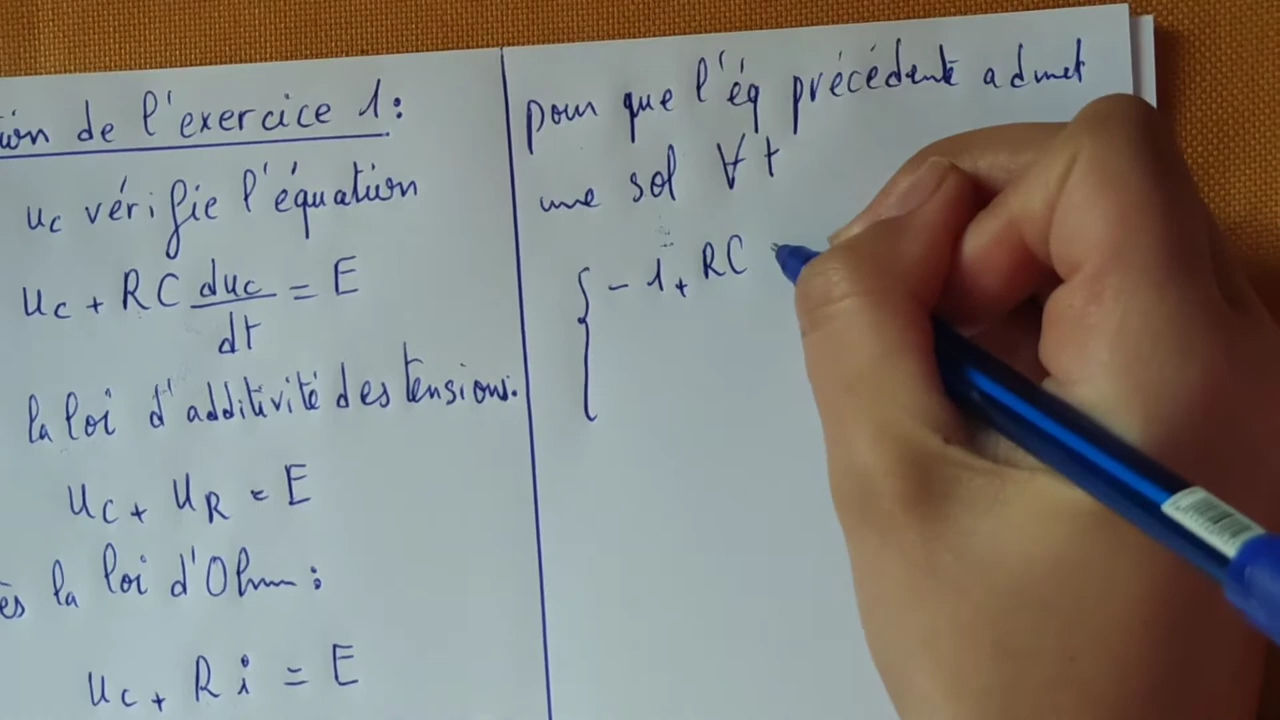 ion de l'exercice 1:
uc vérifie l'équation
uc + RC duc/dt = E
la loi d'additivité des tensions.
uc + uR = E
ès la loi d'Ohm:
uc + Ri = E
pour que l'éq précédente admet
une sol ∀t
{ -1 + RC